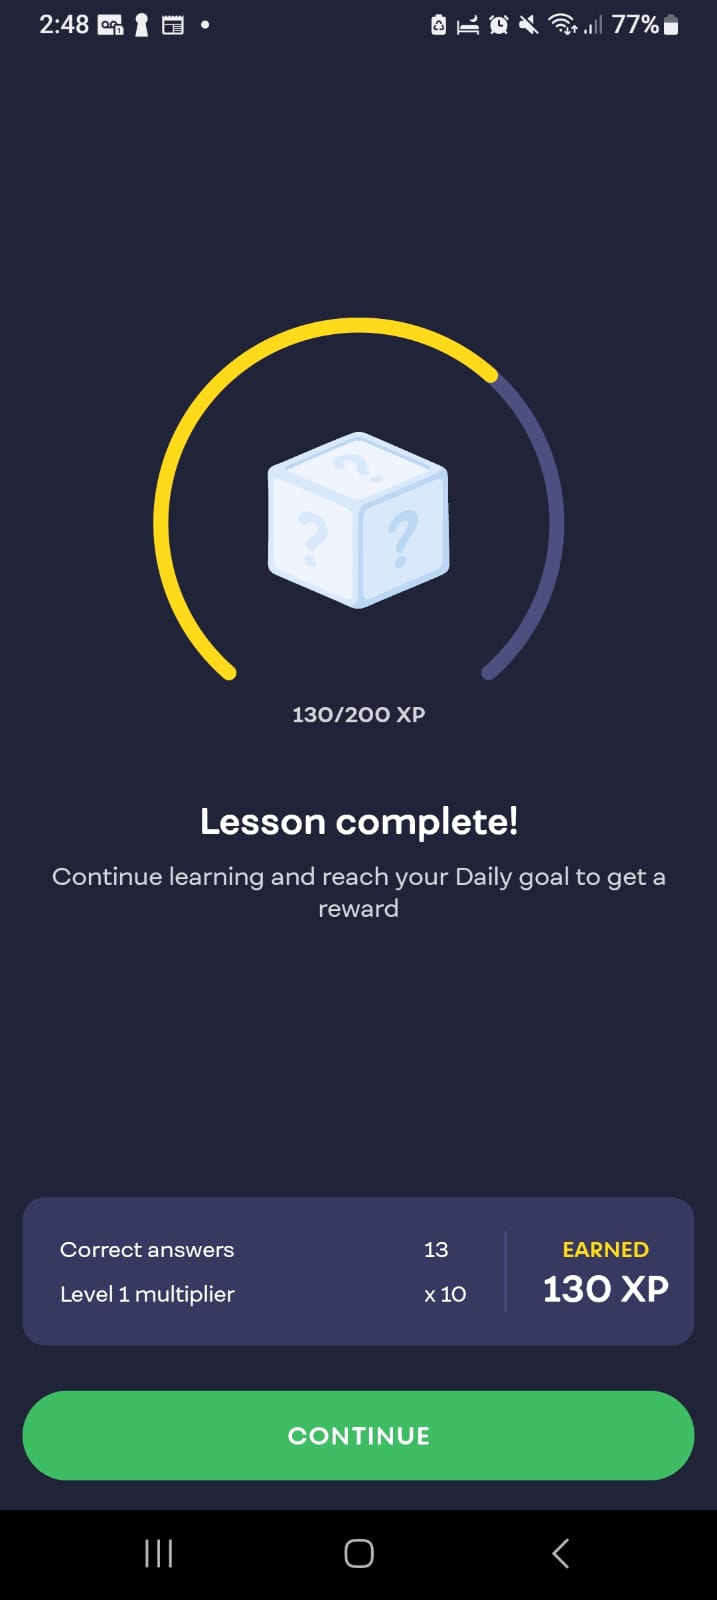 2:48
77%
? ? ?
130/200 XP
Lesson complete!
Continue learning and reach your Daily goal to get a
reward
Correct answers 13
Level 1 multiplier x 10
EARNED
130 XP
CONTINUE